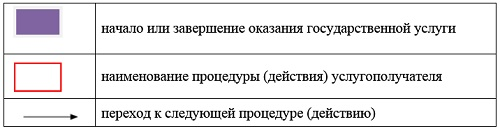 начало или завершение оказания государственной услуги
наименование процедуры (действия) услугополучателя
переход к следующей процедуре (действию)